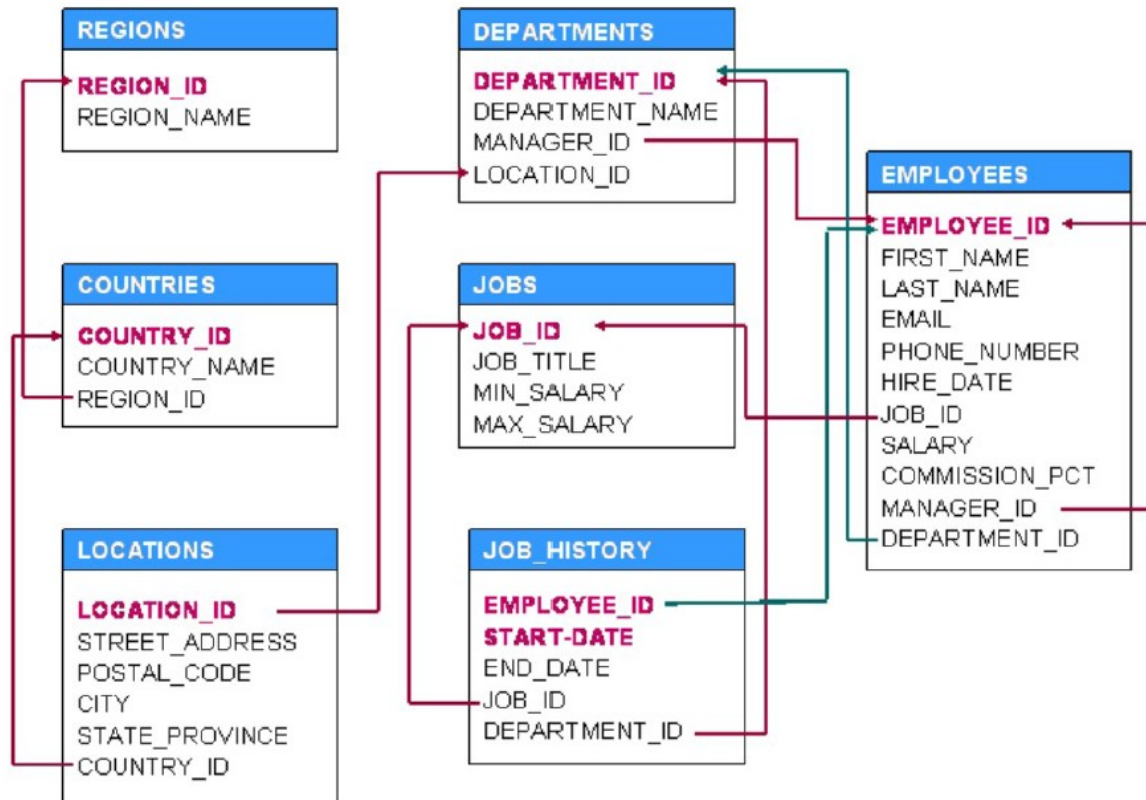 REGIONS
REGION_ID
REGION_NAME
DEPARTMENTS
DEPARTMENT_ID
DEPARTMENT_NAME
MANAGER_ID
LOCATION_ID
EMPLOYEES
EMPLOYEE_ID
FIRST_NAME
LAST_NAME
EMAIL
PHONE_NUMBER
HIRE_DATE
JOB_ID
SALARY
COMMISSION_PCT
MANAGER_ID
DEPARTMENT_ID
COUNTRIES
COUNTRY_ID
COUNTRY_NAME
REGION_ID
JOBS
JOB_ID
JOB_TITLE
MIN_SALARY
MAX_SALARY
LOCATIONS
LOCATION_ID
STREET_ADDRESS
POSTAL_CODE
CITY
STATE_PROVINCE
COUNTRY_ID
JOB_HISTORY
EMPLOYEE_ID
START-DATE
END_DATE
JOB_ID
DEPARTMENT_ID